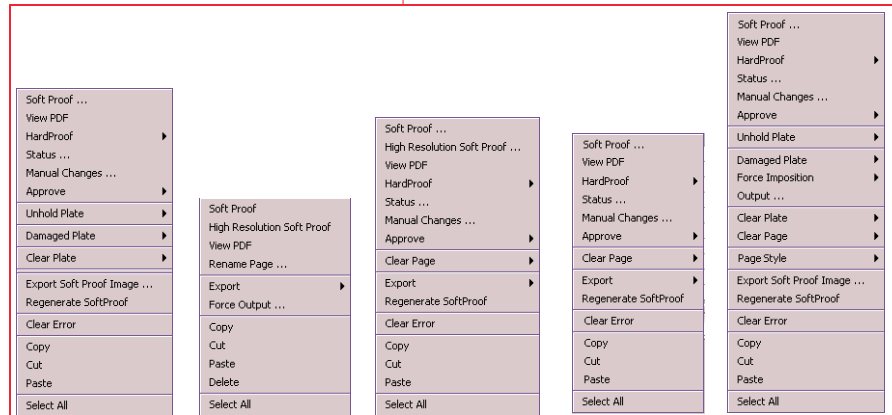 Soft Proof ...
View PDF
HardProof
Status ...
Manual Changes ...
Approve
Unhold Plate
Damaged Plate
Clear Plate
Export Soft Proof Image ...
Regenerate SoftProof
Clear Error
Copy
Cut
Paste
Select All
Soft Proof
High Resolution Soft Proof
View PDF
Rename Page ...
Export
Force Output ...
Copy
Cut
Paste
Delete
Select All
Soft Proof ...
High Resolution Soft Proof ...
View PDF
HardProof
Status ...
Manual Changes ...
Approve
Clear Page
Export
Regenerate SoftProof
Clear Error
Copy
Cut
Paste
Select All
Soft Proof ...
View PDF
HardProof
Status ...
Manual Changes ...
Approve
Clear Page
Export
Regenerate SoftProof
Clear Error
Copy
Cut
Paste
Select All
Soft Proof ...
View PDF
HardProof
Status ...
Manual Changes ...
Approve
Unhold Plate
Damaged Plate
Force Imposition
Output ...
Clear Plate
Clear Page
Page Style
Export Soft Proof Image ...
Regenerate SoftProof
Clear Error
Copy
Cut
Paste
Select All